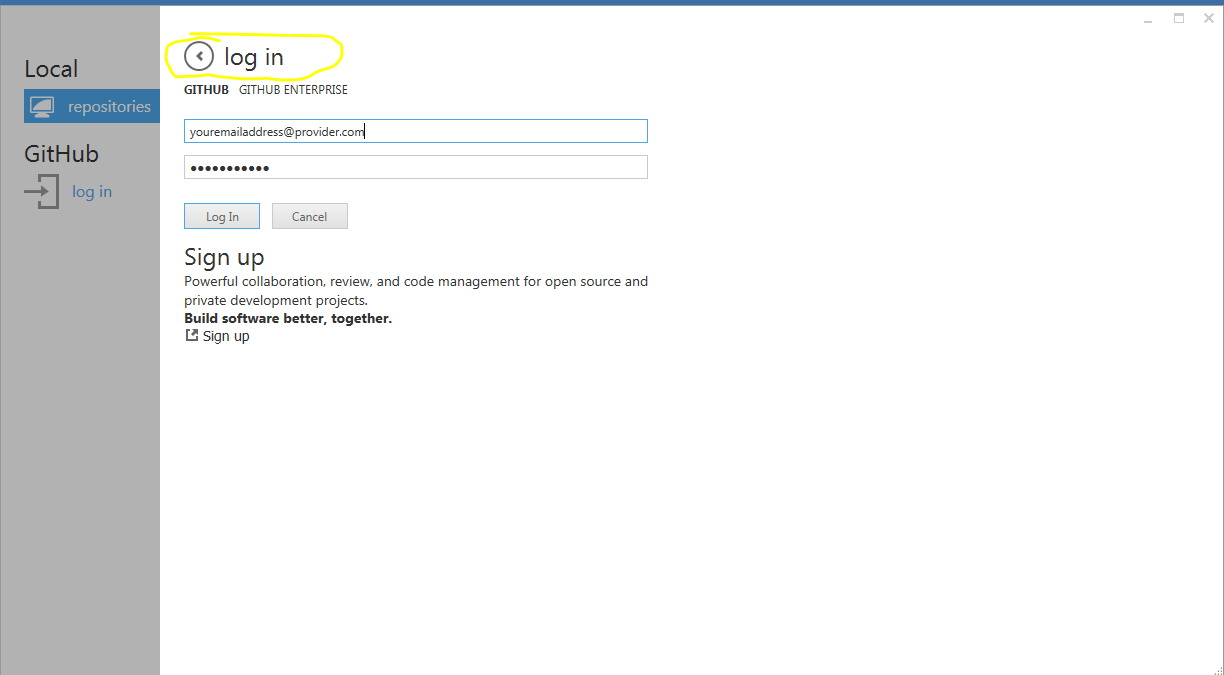 Local
repositories
GitHub
log in
log in
GITHUB GITHUB ENTERPRISE
youremailaddress@provider.com
●●●●●●●●●●●
Log In Cancel
Sign up
Powerful collaboration, review, and code management for open source and
private development projects.
Build software better, together.
Sign up